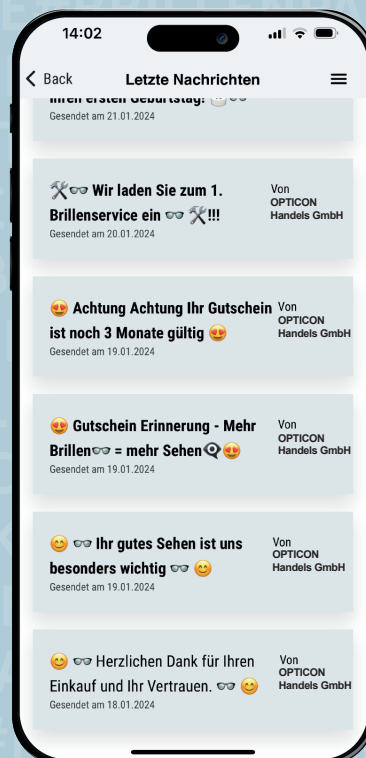 14:02
Back Letzte Nachrichten
Ihren ersten Geburtstag! 🎂👓
Gesendet am 21.01.2024
🛠👓 Wir laden Sie zum 1.
Brillenservice ein 👓 🛠!!!
Gesendet am 20.01.2024
Von
OPTICON
Handels GmbH
😍 Achtung Achtung Ihr Gutschein
ist noch 3 Monate gültig 😍
Gesendet am 19.01.2024
Von
OPTICON
Handels GmbH
😍 Gutschein Erinnerung - Mehr
Brillen👓 = mehr Sehen👁‍🗨😍
Gesendet am 19.01.2024
Von
OPTICON
Handels GmbH
😊 👓 Ihr gutes Sehen ist uns
besonders wichtig 👓 😊
Gesendet am 19.01.2024
Von
OPTICON
Handels GmbH
😊 👓 Herzlichen Dank für Ihren
Einkauf und Ihr Vertrauen. 👓 😊
Gesendet am 18.01.2024
Von
OPTICON
Handels GmbH